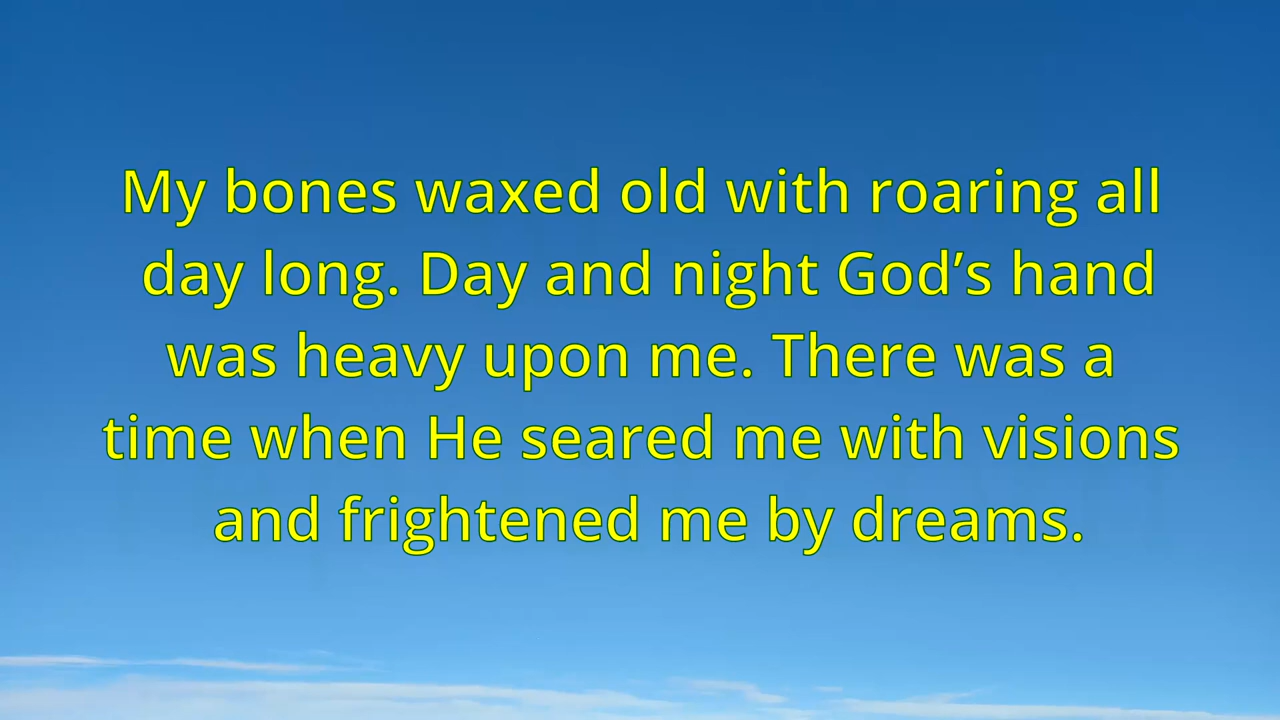 My bones waxed old with roaring all
day long. Day and night God’s hand
was heavy upon me. There was a
time when He seared me with visions
and frightened me by dreams.